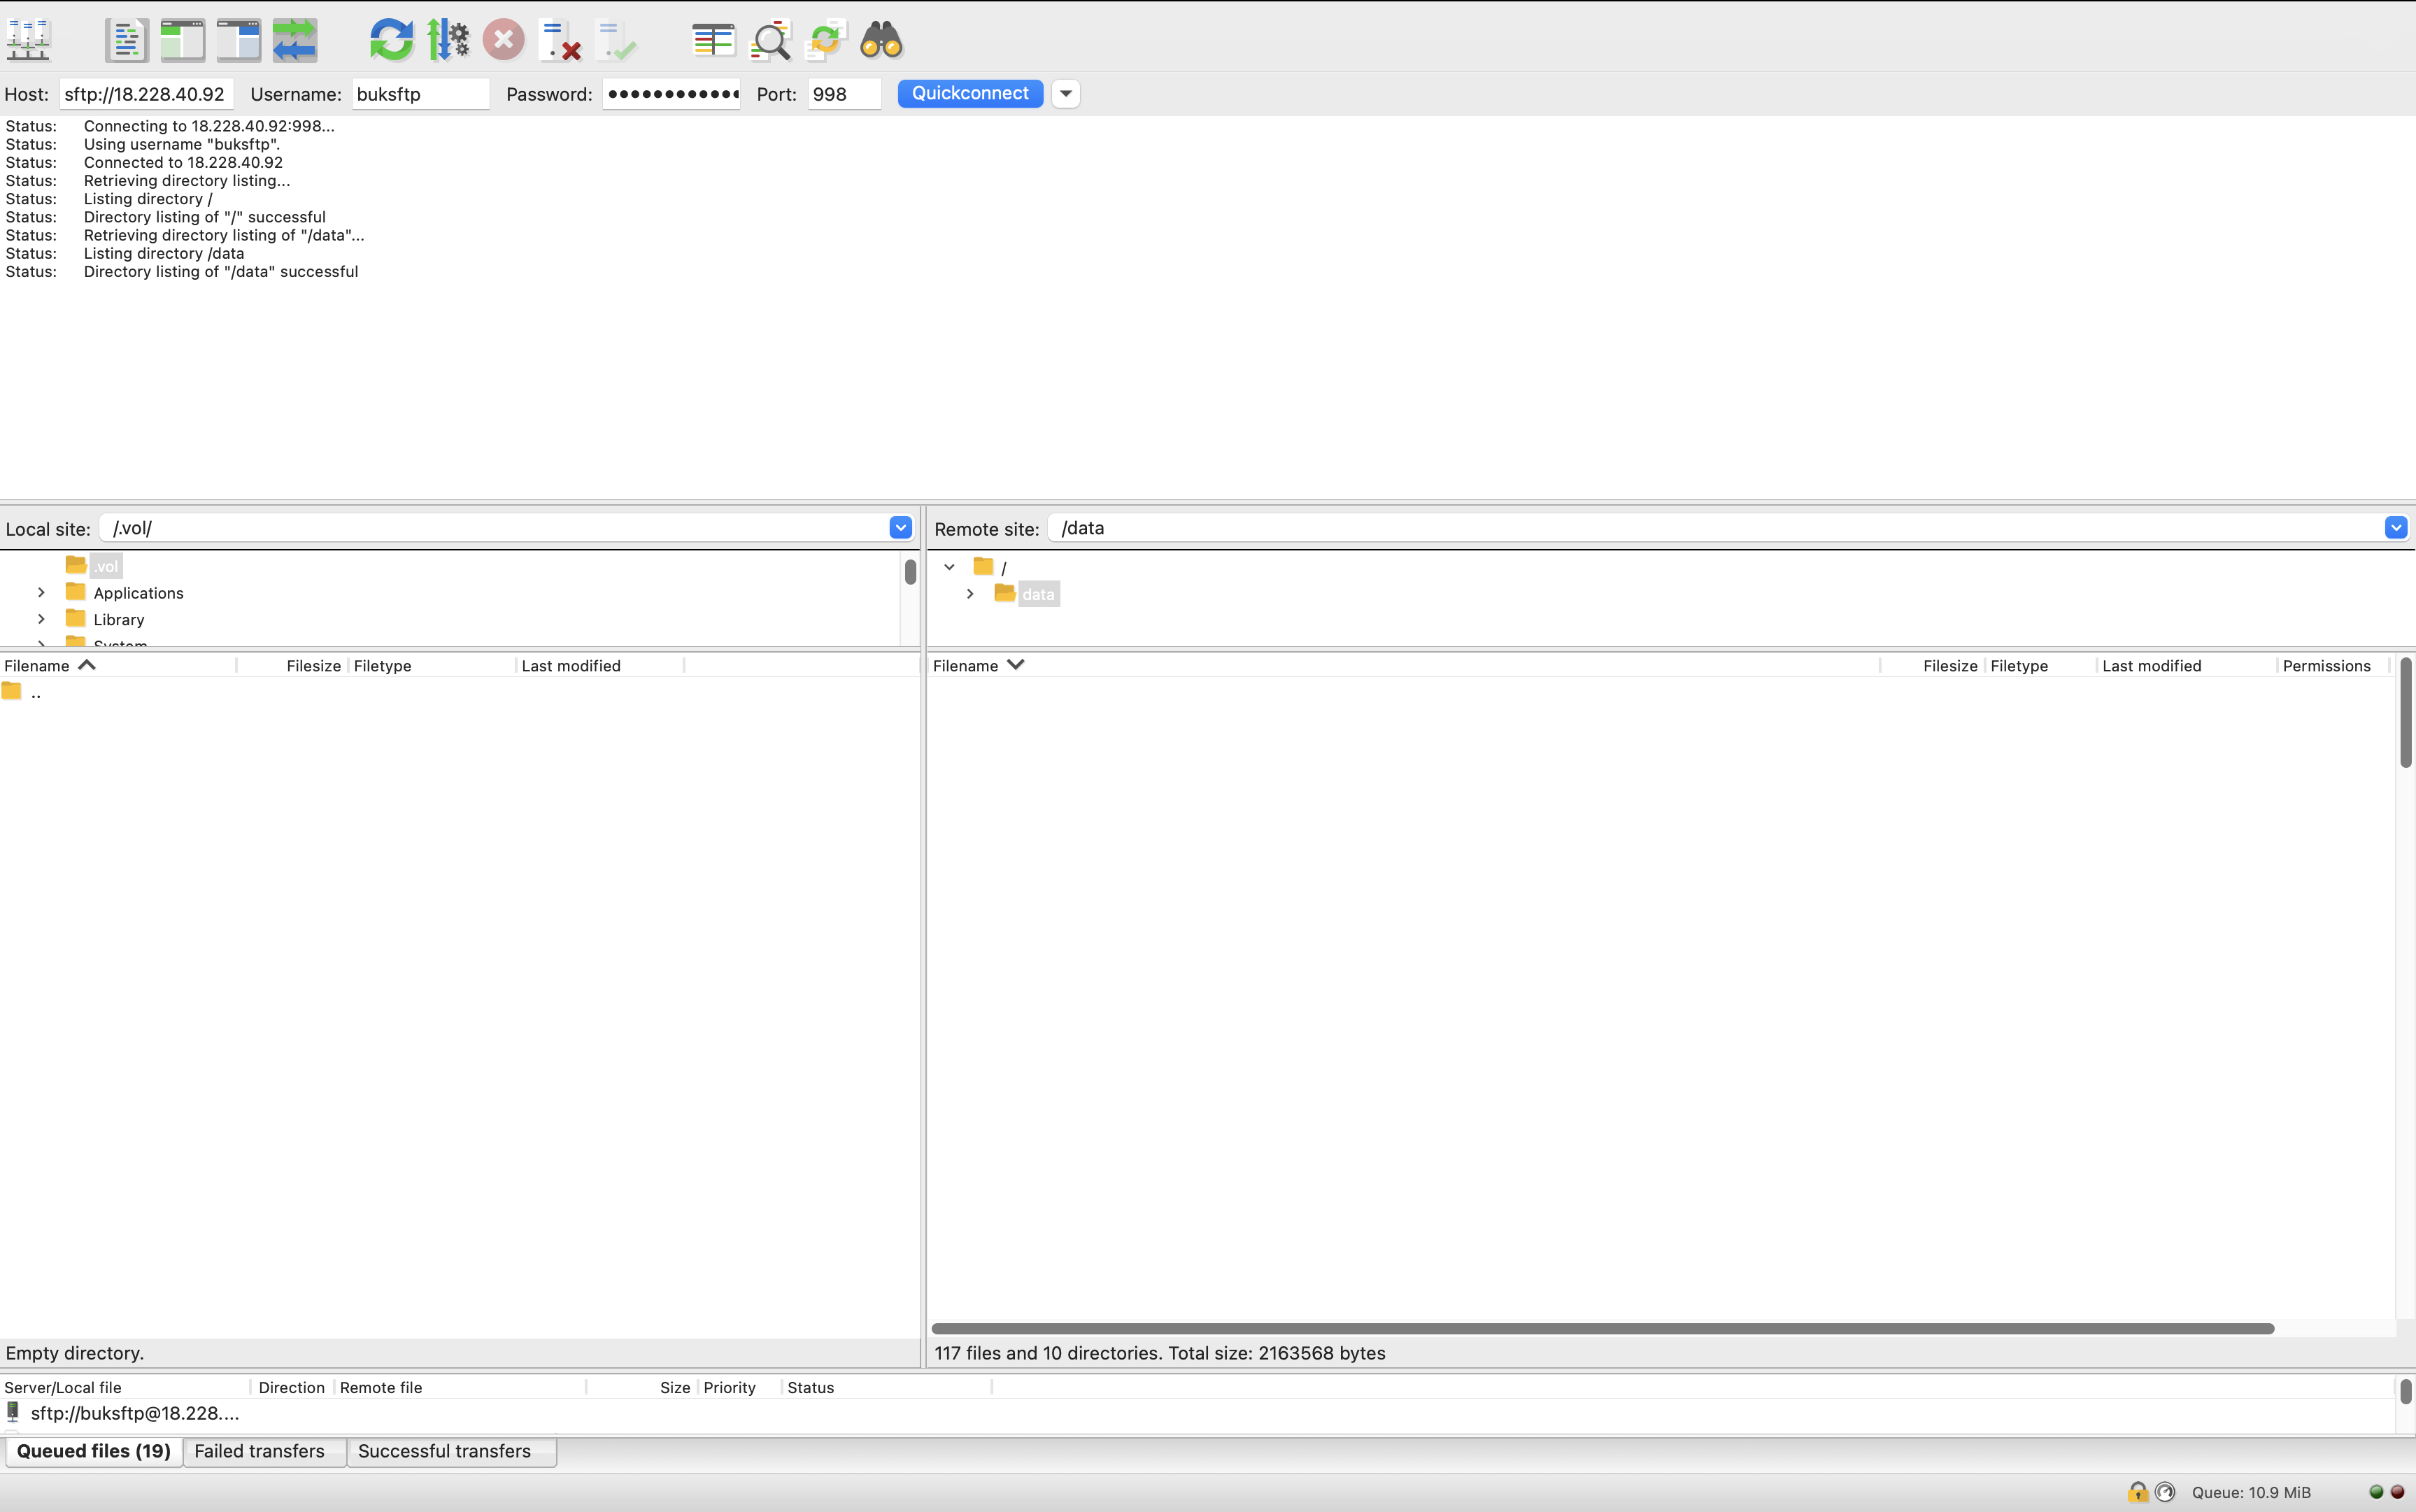 Host: sftp://18.228.40.92 Username: buksftp Password: ●●●●●●●●●●●● Port: 998 Quickconnect
Status: Connecting to 18.228.40.92:998...
Status: Using username "buksftp".
Status: Connected to 18.228.40.92
Status: Retrieving directory listing...
Status: Listing directory /
Status: Directory listing of "/" successful
Status: Retrieving directory listing of "/data"...
Status: Listing directory /data
Status: Directory listing of "/data" successful
Local site: /.vol/
.vol
Applications
Library
System
Filename Filesize Filetype Last modified
..
Empty directory.
Remote site: /data
/
data
Filename Filesize Filetype Last modified Permissions
117 files and 10 directories. Total size: 2163568 bytes
Server/Local file Direction Remote file Size Priority Status
sftp://buksftp@18.228....
Queued files (19) Failed transfers Successful transfers
Queue: 10.9 MiB